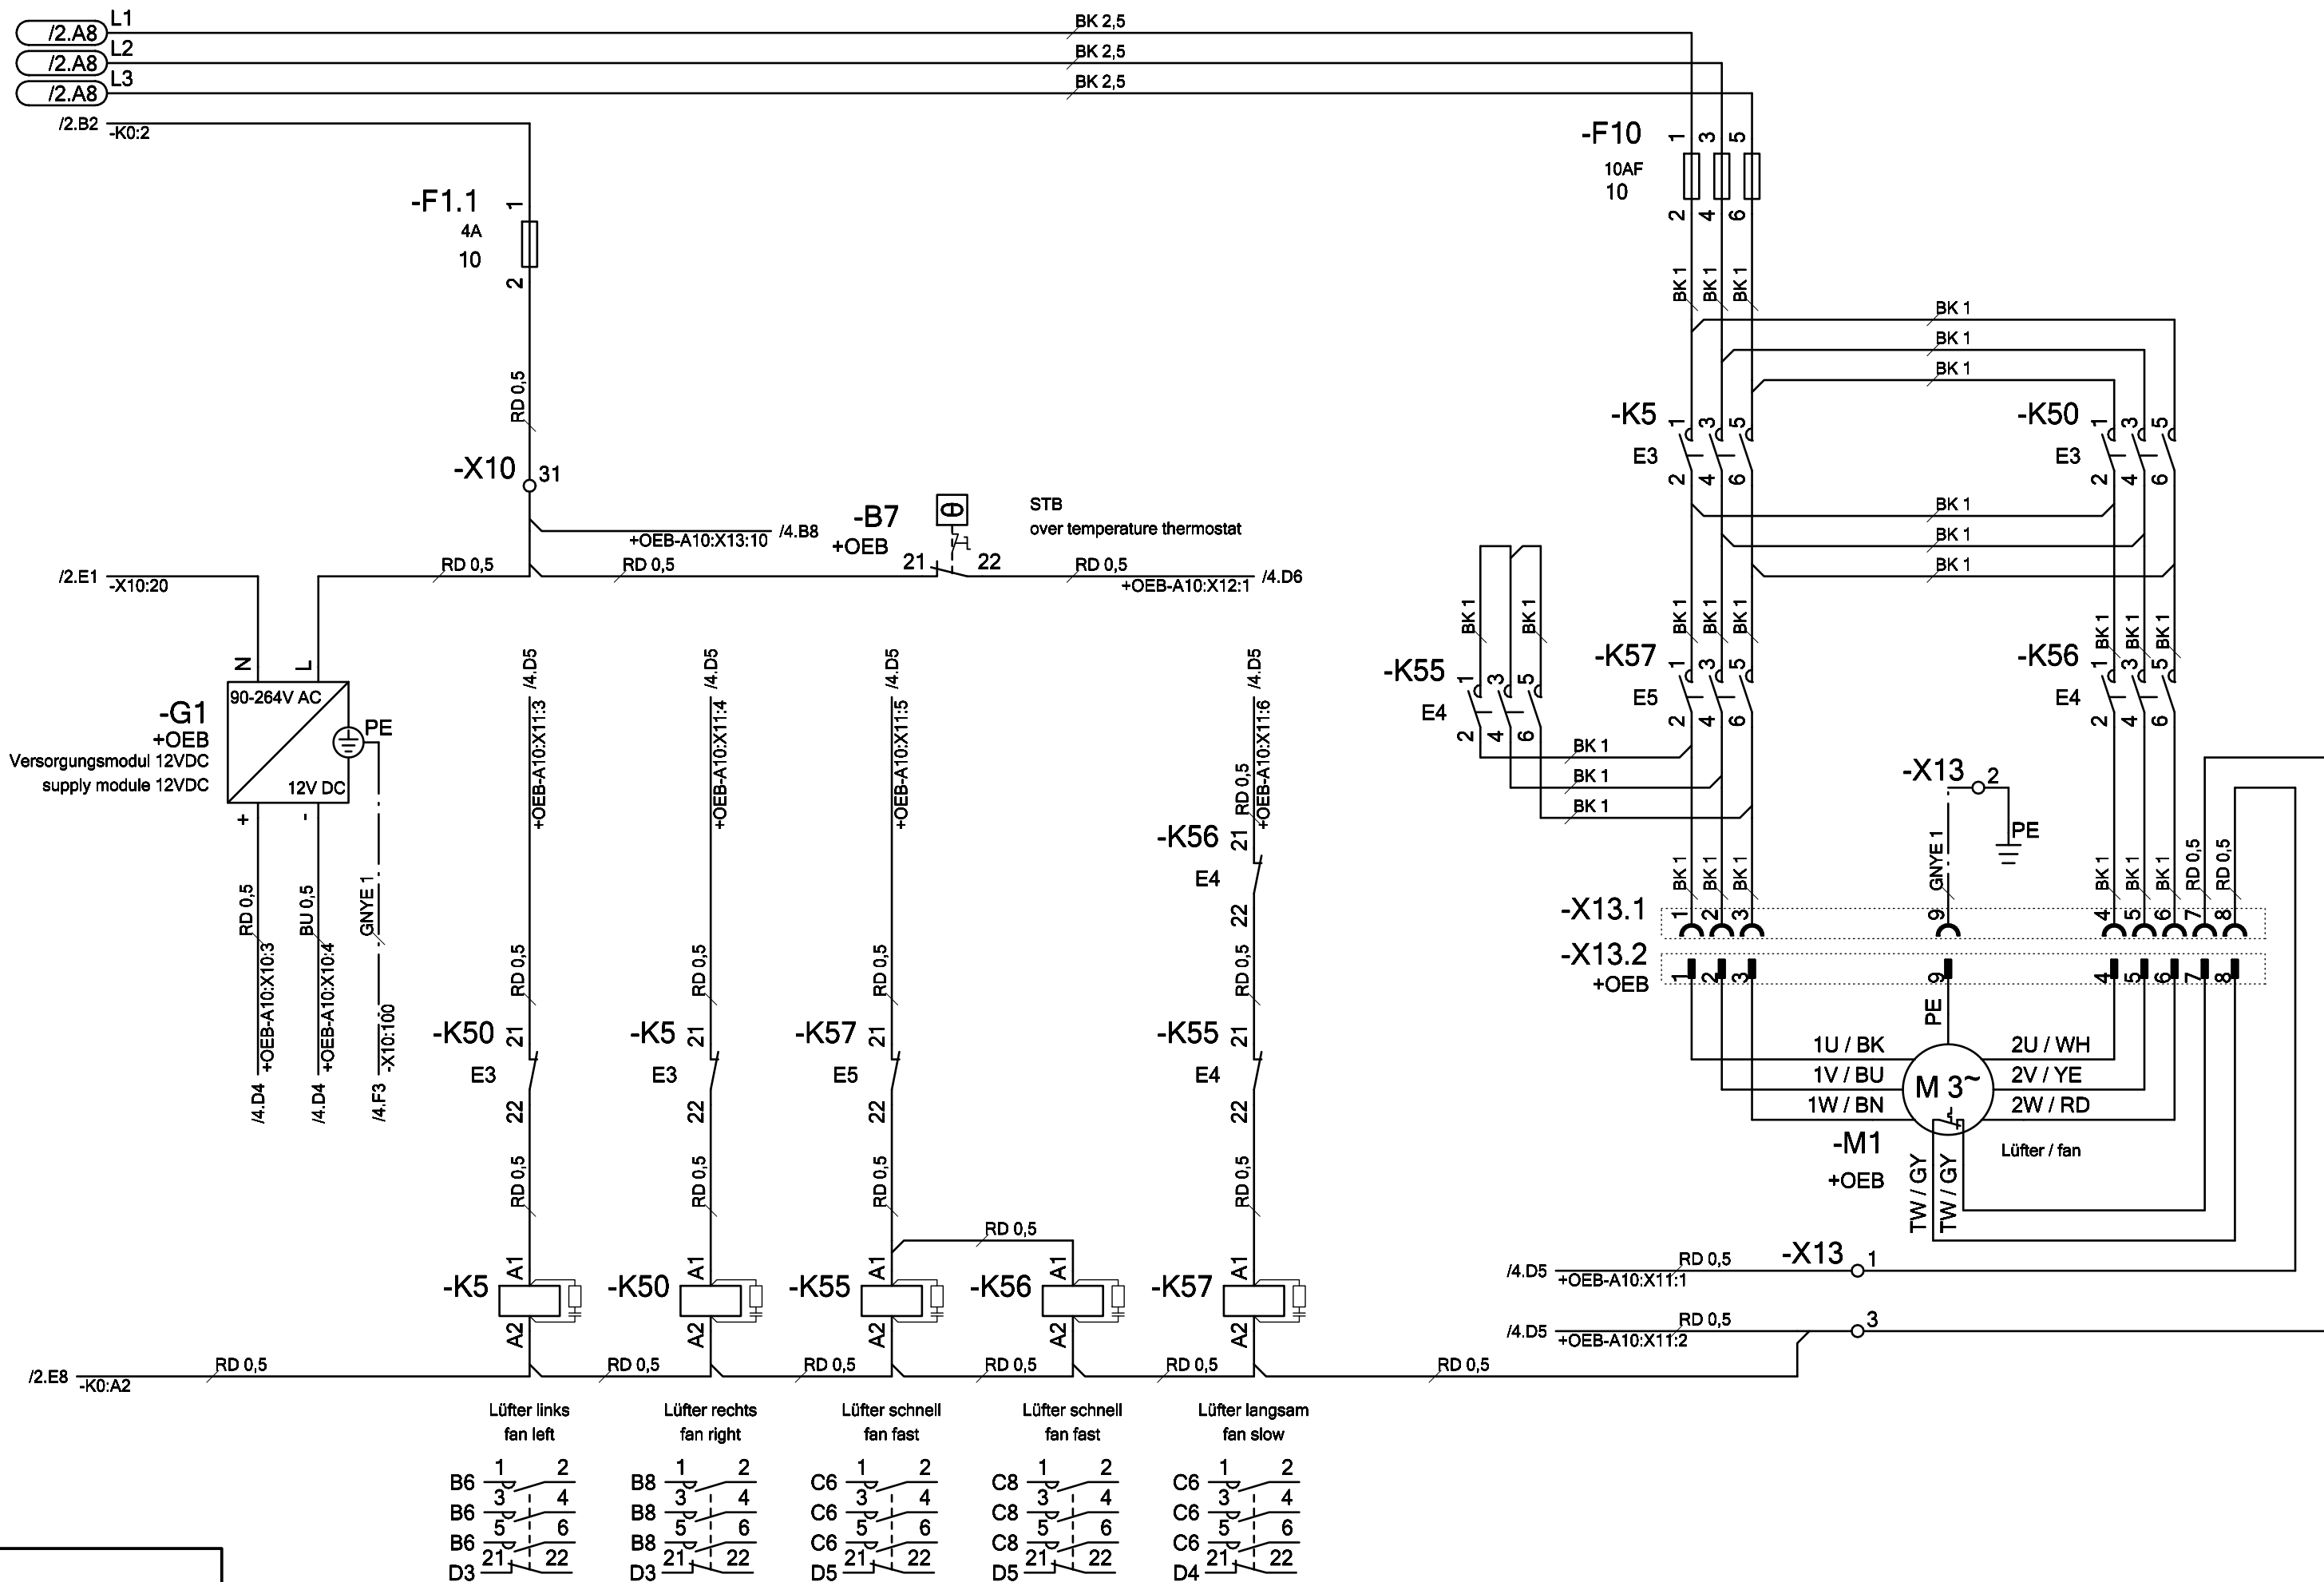 L1
/2.A8
BK 2,5
L2
/2.A8
BK 2,5
L3
/2.A8
BK 2,5
/2.B2
-K0:2
-F10
10AF
10
1 3 5
2 4 6
-F1.1
4A
10
1
2
BK 1
BK 1
BK 1
BK 1
BK 1
BK 1
RD 0,5
-K5
E3
1 3 5
2 4 6
-K50
E3
1 3 5
2 4 6
-X10
31
+OEB-A10:X13:10
/4.B8
-B7
+OEB
θ
STB
over temperature thermostat
BK 1
BK 1
BK 1
/2.E1
-X10:20
RD 0,5
RD 0,5
21
22
RD 0,5
+OEB-A10:X12:1
/4.D6
BK 1
BK 1
BK 1
BK 1
BK 1
BK 1
BK 1
BK 1
N
L
/4.D5
/4.D5
/4.D5
/4.D5
-K55
E4
1 3 5
2 4 6
-K57
E5
1 3 5
2 4 6
-K56
E4
1 3 5
2 4 6
90-264V AC
12V DC
-G1
+OEB
PE
Versorgungsmodul 12VDC
supply module 12VDC
+OEB-A10:X11:3
+OEB-A10:X11:4
+OEB-A10:X11:5
RD 0,5
+OEB-A10:X11:6
BK 1
BK 1
BK 1
-X13
2
PE
+
-
-K56
21
E4
22
RD 0,5
BU 0,5
GNYE 1
+OEB-A10:X10:3
+OEB-A10:X10:4
-X10:100
/4.D4
/4.D4
/4.F3
BK 1
BK 1
BK 1
GNYE 1
BK 1
BK 1
BK 1
RD 0,5
RD 0,5
-X13.1
1 2 3 9 4 5 6 7 8
-X13.2
+OEB
1 2 3 9 4 5 6 7 8
RD 0,5
RD 0,5
RD 0,5
RD 0,5
-K50
21
E3
22
-K5
21
E3
22
-K57
21
E5
22
-K55
21
E4
22
PE
1U / BK
2U / WH
1V / BU
M 3~
2V / YE
1W / BN
2W / RD
-M1
+OEB
Lüfter / fan
TW / GY
TW / GY
RD 0,5
RD 0,5
RD 0,5
RD 0,5
RD 0,5
-K5
A1
A2
-K50
A1
A2
-K55
A1
A2
-K56
-K57
A1
A2
/4.D5
RD 0,5
+OEB-A10:X11:1
-X13
1
/4.D5
RD 0,5
+OEB-A10:X11:2
3
/2.E8
-K0:A2
RD 0,5
RD 0,5
RD 0,5
RD 0,5
RD 0,5
RD 0,5
Lüfter links
fan left
Lüfter rechts
fan right
Lüfter schnell
fan fast
Lüfter schnell
fan fast
Lüfter langsam
fan slow
B6 1 2
B6 3 4
B6 5 6
D3 21 22
B8 1 2
B8 3 4
B8 5 6
D3 21 22
C6 1 2
C6 3 4
C6 5 6
D5 21 22
C8 1 2
C8 3 4
C8 5 6
D5 21 22
C6 1 2
C6 3 4
C6 5 6
D4 21 22